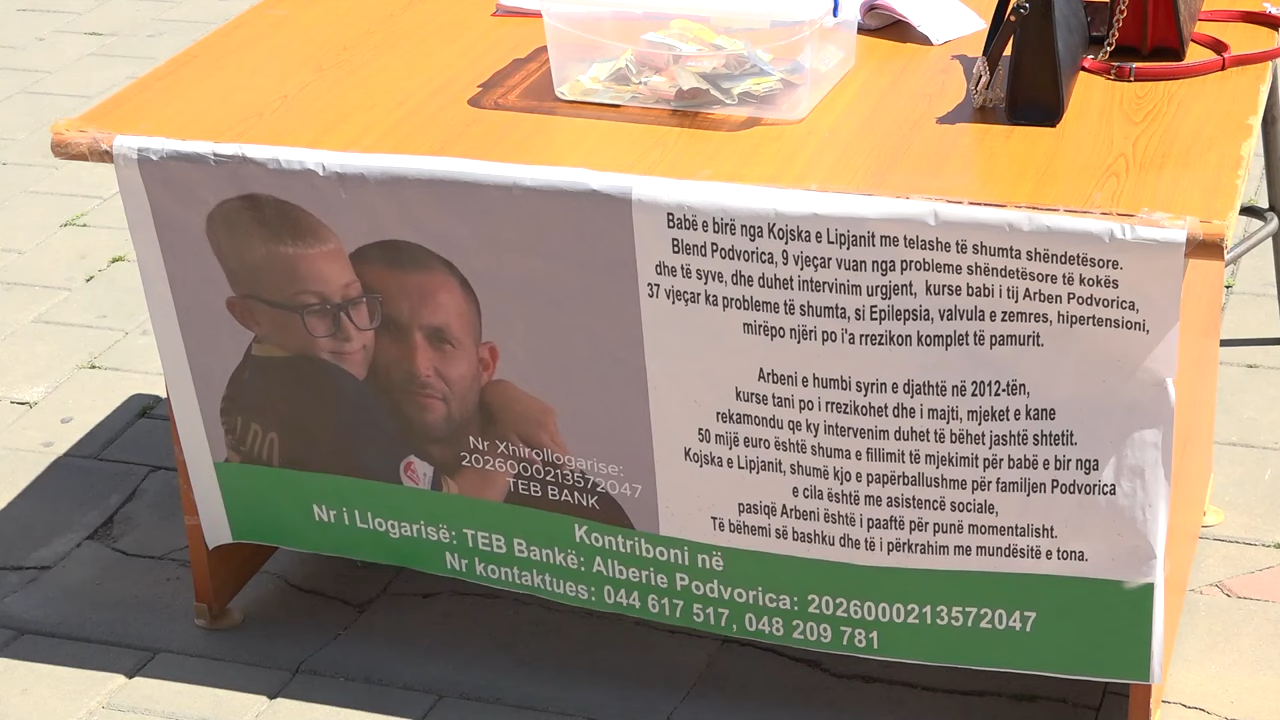 Babë e birë nga Kojska e Lipjanit me telashe të shumta shëndetësore.
Blend Podvorica, 9 vjeçar vuan nga probleme shëndetësore të kokës
dhe të syve, dhe duhet intervinim urgjent, kurse babi i tij Arben Podvorica,
37 vjeçar ka probleme të shumta, si Epilepsia, valvula e zemres, hipertensioni,
mirëpo njëri po i'a rrezikon komplet të pamurit.
Arbeni e humbi syrin e djathtë në 2012-tën,
kurse tani po i rrezikohet dhe i majti, mjeket e kane
rekamondu qe ky intervenim duhet të bëhet jashtë shtetit.
50 mijë euro është shuma e fillimit të mjekimit për babë e bir nga
Kojska e Lipjanit, shumë kjo e papërballushme për familjen Podvorica
e cila është me asistencë sociale,
pasiqë Arbeni është i paaftë për punë momentalisht.
Të bëhemi së bashku dhe të i përkrahim me mundësitë e tona.
Nr Xhirollogarise:
2026000213572047
TEB BANK
Kontriboni në
Nr i Llogarisë: TEB Bankë: Alberie Podvorica: 2026000213572047
Nr kontaktues: 044 617 517, 048 209 781